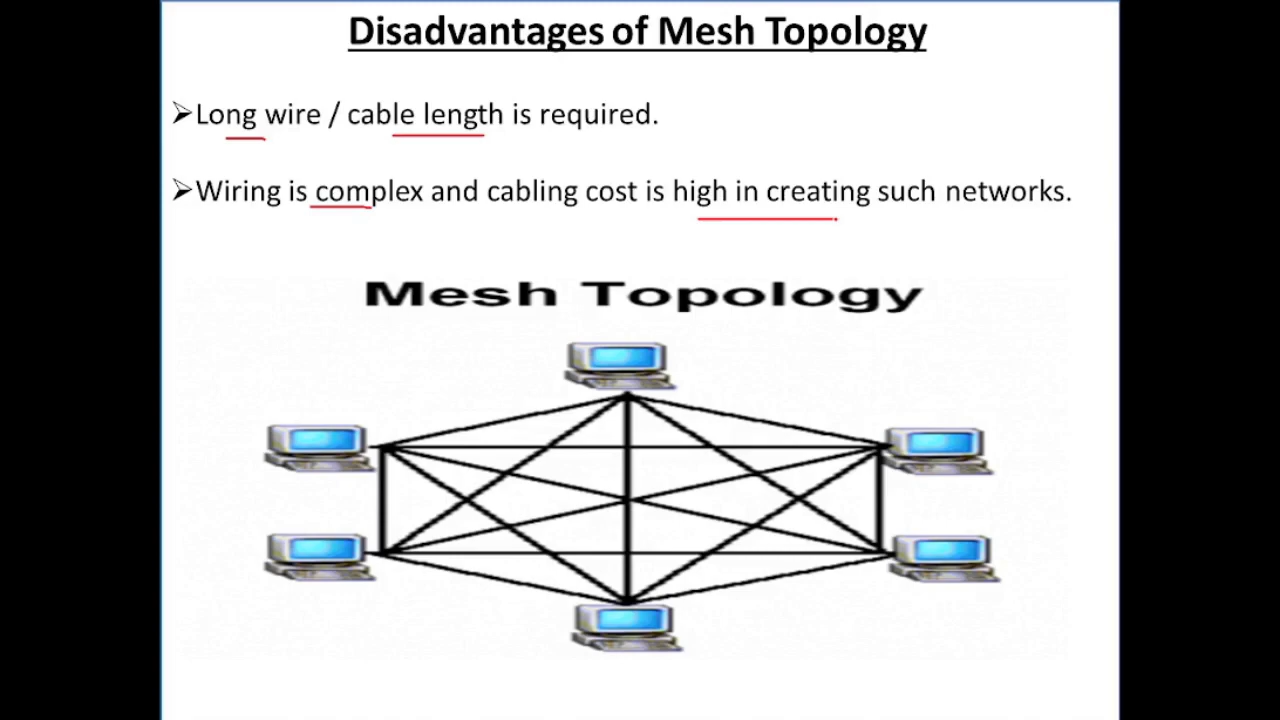 Disadvantages of Mesh Topology
➢Long wire / cable length is required.
➢Wiring is complex and cabling cost is high in creating such networks.
Mesh Topology